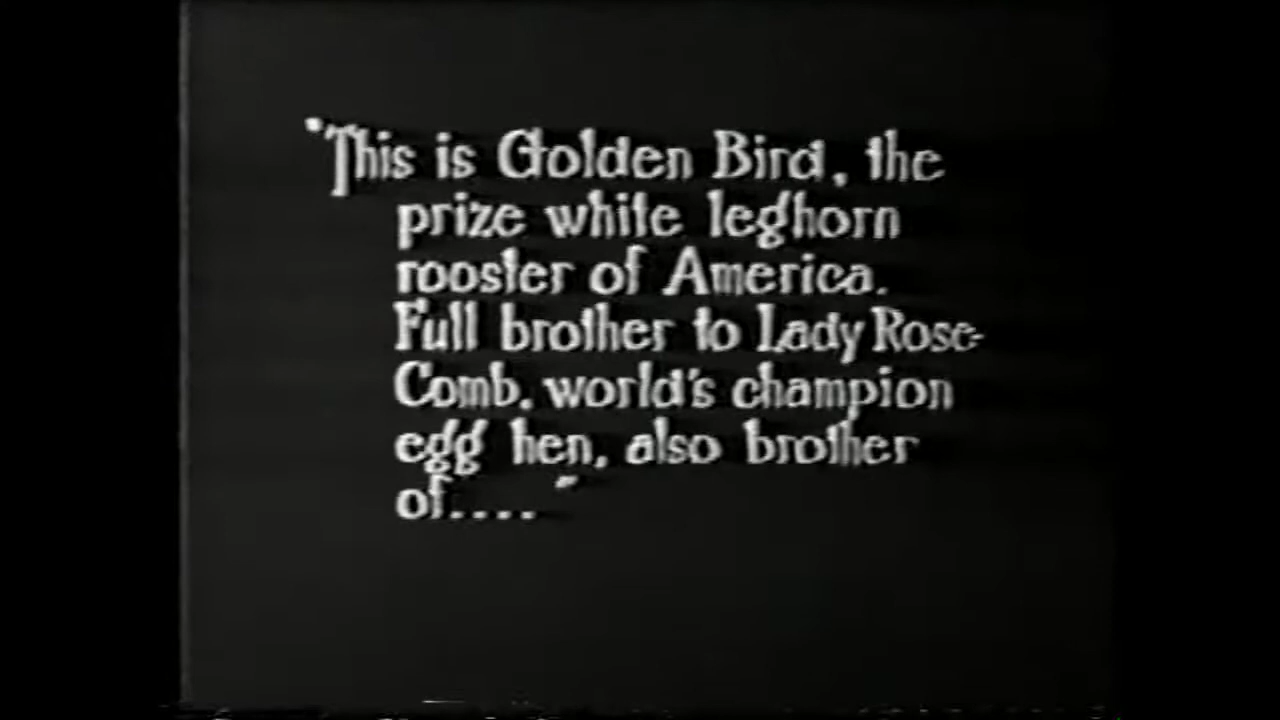 "This is Golden Bird, the
prize white leghorn
rooster of America.
Full brother to Lady Rose-
Comb, world's champion
egg hen, also brother
of...."